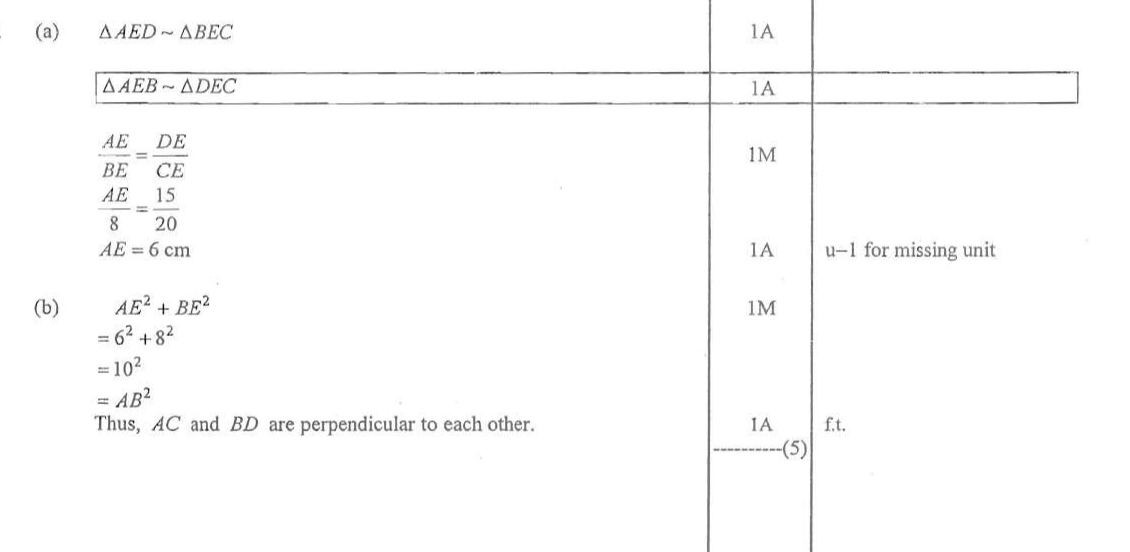 (a) ΔAED ~ ΔBEC 1A
ΔAEB ~ ΔDEC 1A
AE/BE = DE/CE 1M
AE/8 = 15/20
AE = 6 cm 1A u–1 for missing unit
(b) AE² + BE² 1M
= 6² + 8²
= 10²
= AB²
Thus, AC and BD are perpendicular to each other. 1A f.t.
----------(5)